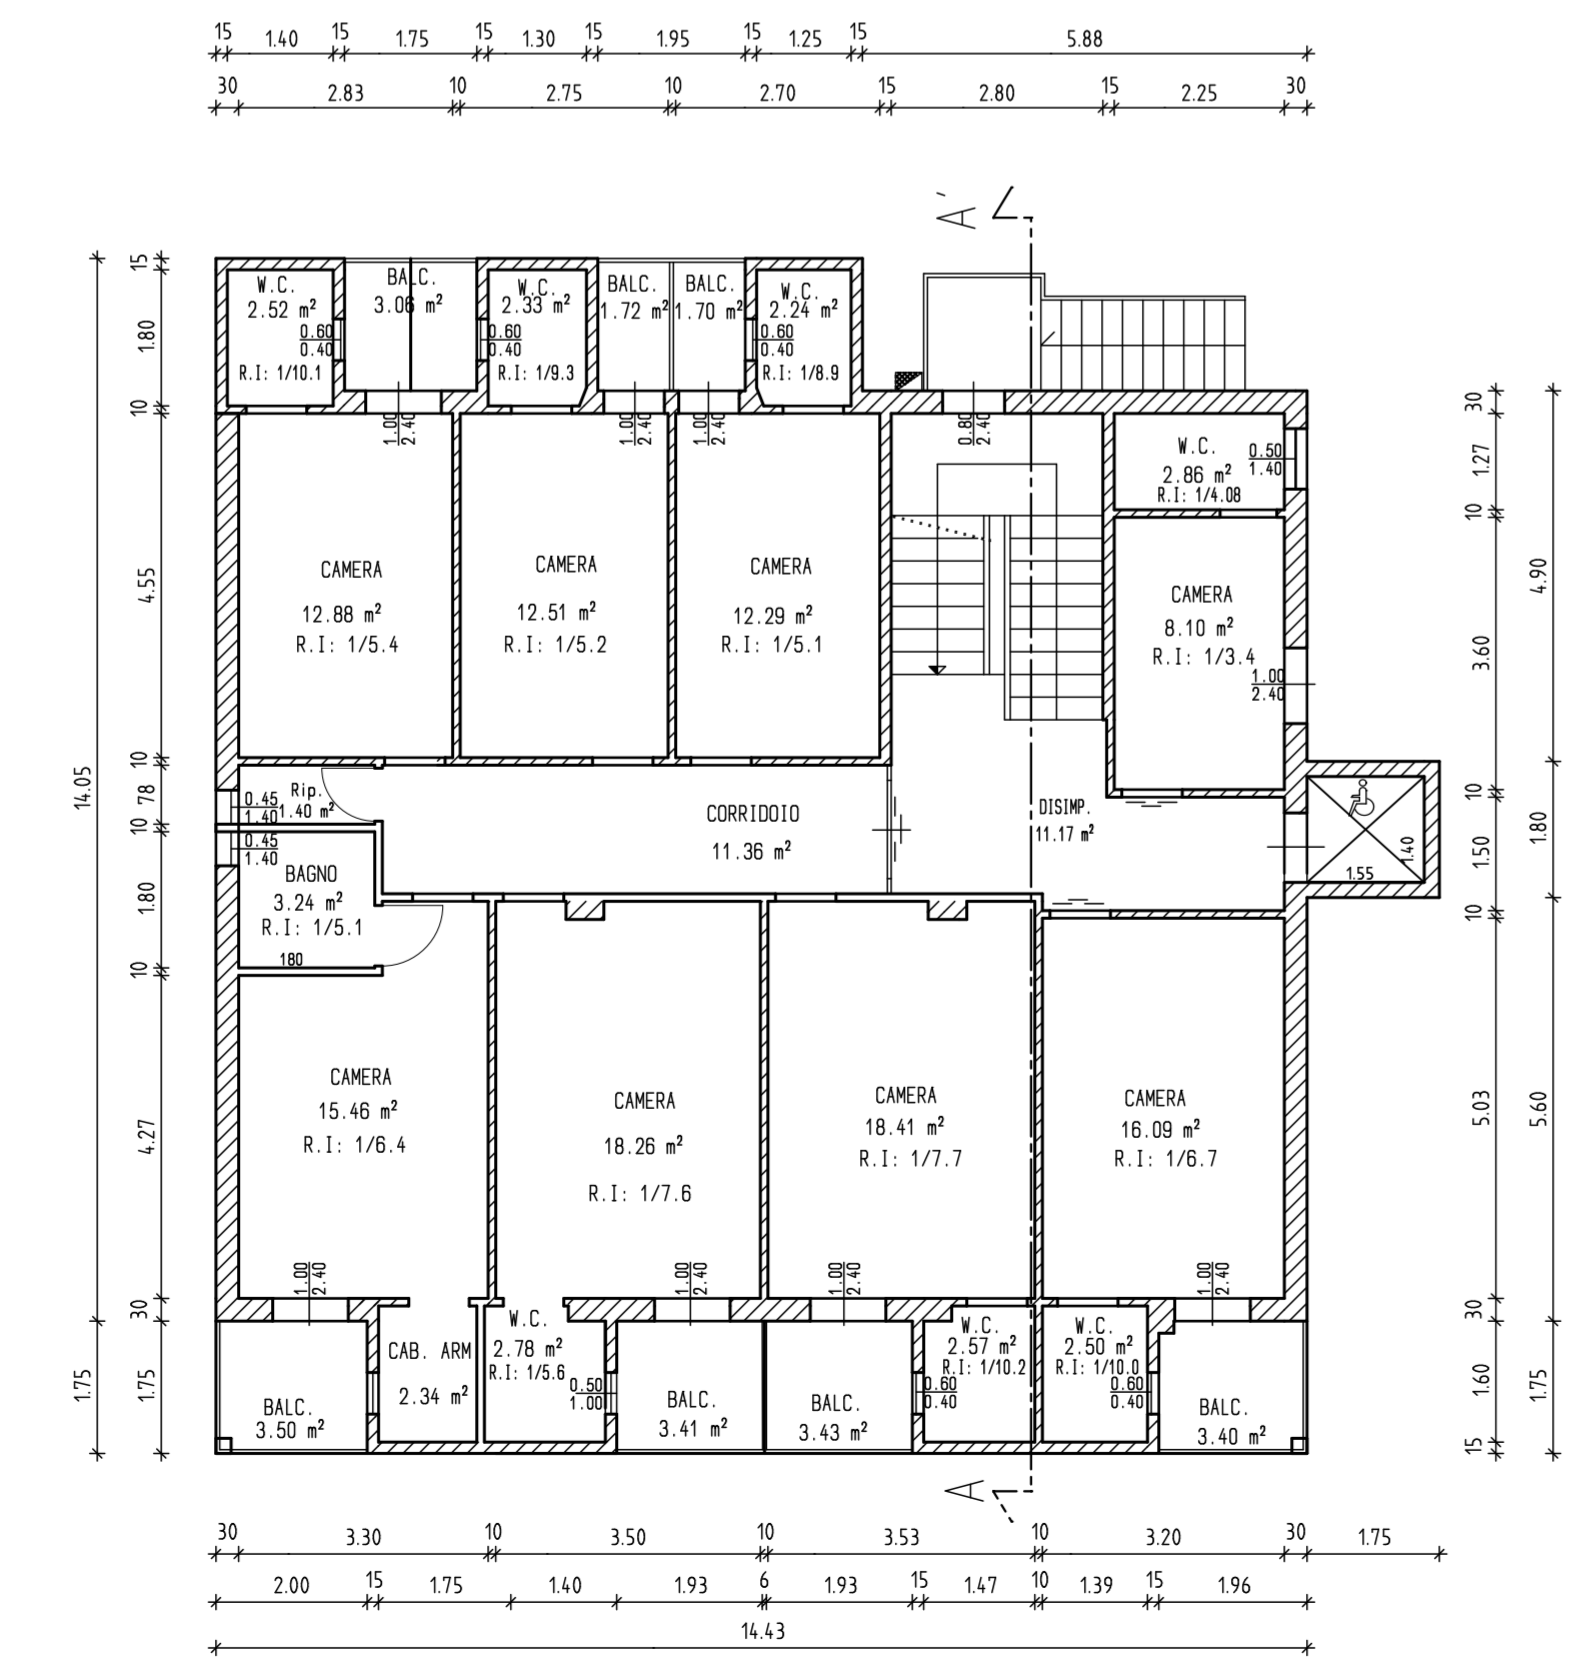 15 1.40 15 1.75 15 1.30 15 1.95 15 1.25 15 5.88
30 2.83 10 2.75 10 2.70 15 2.80 15 2.25 30
A'
W.C.
2.52 m²
0.60
0.40
R.I: 1/10.1
BALC.
3.06 m²
W.C.
2.33 m²
0.60
0.40
R.I: 1/9.3
BALC.
1.72 m²
BALC.
1.70 m²
W.C.
2.24 m²
0.60
0.40
R.I: 1/8.9
1.00
2.40
1.00
2.40
1.00
2.40
0.80
2.40
W.C.
2.86 m²
R.I: 1/4.08
0.50
1.40
CAMERA
12.88 m²
R.I: 1/5.4
CAMERA
12.51 m²
R.I: 1/5.2
CAMERA
12.29 m²
R.I: 1/5.1
CAMERA
8.10 m²
R.I: 1/3.4
1.00
2.40
Rip.
1.40 m²
0.45
1.40
0.45
1.40
CORRIDOIO
11.36 m²
DISIMP.
11.17 m²
1.40
1.55
BAGNO
3.24 m²
R.I: 1/5.1
180
CAMERA
15.46 m²
R.I: 1/6.4
CAMERA
18.26 m²
R.I: 1/7.6
CAMERA
18.41 m²
R.I: 1/7.7
CAMERA
16.09 m²
R.I: 1/6.7
1.00
2.40
1.00
2.40
1.00
2.40
1.00
2.40
BALC.
3.50 m²
CAB. ARM
2.34 m²
W.C.
2.78 m²
R.I: 1/5.6
0.50
1.00
BALC.
3.41 m²
BALC.
3.43 m²
W.C.
2.57 m²
R.I: 1/10.2
0.60
0.40
W.C.
2.50 m²
R.I: 1/10.0
0.60
0.40
BALC.
3.40 m²
A
14.05
1.75
15
1.80
10
4.55
10
78
10
1.80
10
4.27
30
1.75
30
1.27
10
3.60
10
1.50
10
5.03
30
1.60
15
4.90
1.80
5.60
1.75
30 3.30 10 3.50 10 3.53 10 3.20 30 1.75
2.00 15 1.75 1.40 1.93 6 1.93 15 1.47 10 1.39 15 1.96
14.43